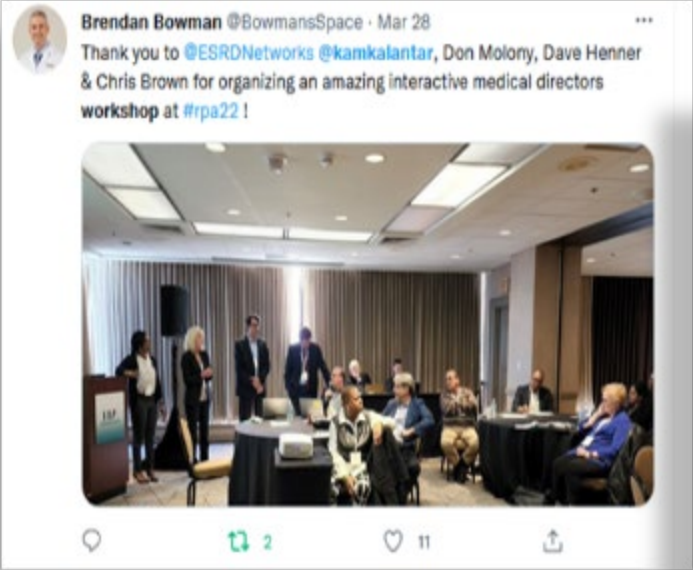 Brendan Bowman @BowmansSpace · Mar 28
Thank you to @ESRDNetworks @kamkalantar, Don Molony, Dave Henner
& Chris Brown for organizing an amazing interactive medical directors
workshop at #rpa22 !
2
11